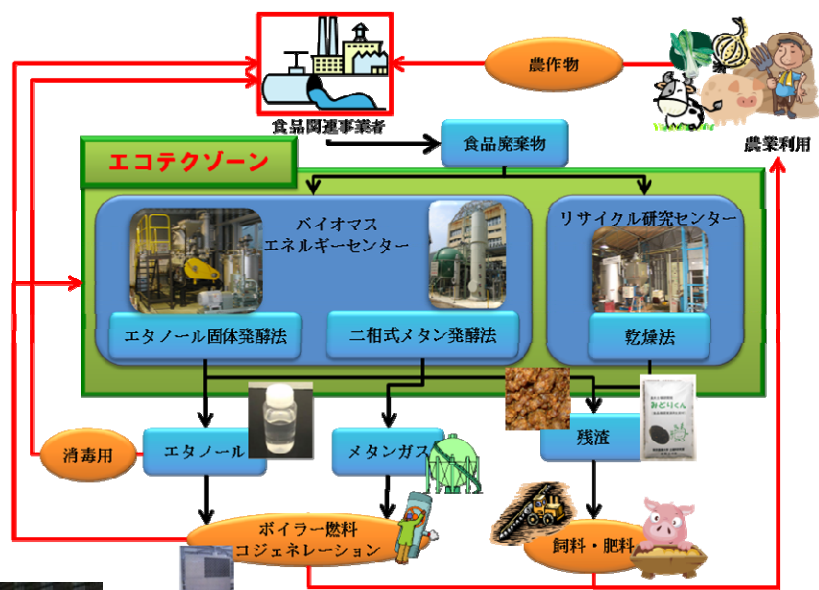 農作物
食品関連事業者
農業利用
食品廃棄物
エコテクゾーン
バイオマス
エネルギーセンター
リサイクル研究センター
エタノール固体発酵法
二相式メタン発酵法
乾燥法
みどりくん
消毒用
エタノール
メタンガス
残渣
ボイラー燃料
コジェネレーション
飼料・肥料